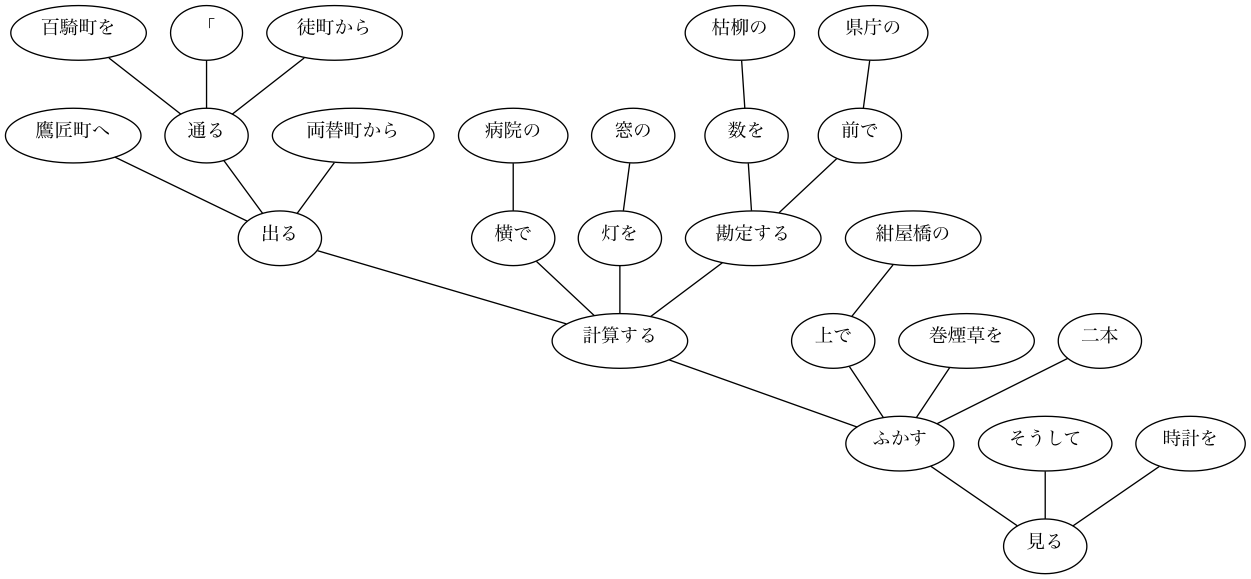 百騎町を 「 徒町から 枯柳の 県庁の
鷹匠町へ 通る 両替町から 病院の 窓の 数を 前で
出る 横で 灯を 勘定する 紺屋橋の
計算する 上で 巻煙草を 二本
ふかす そうして 時計を
見る